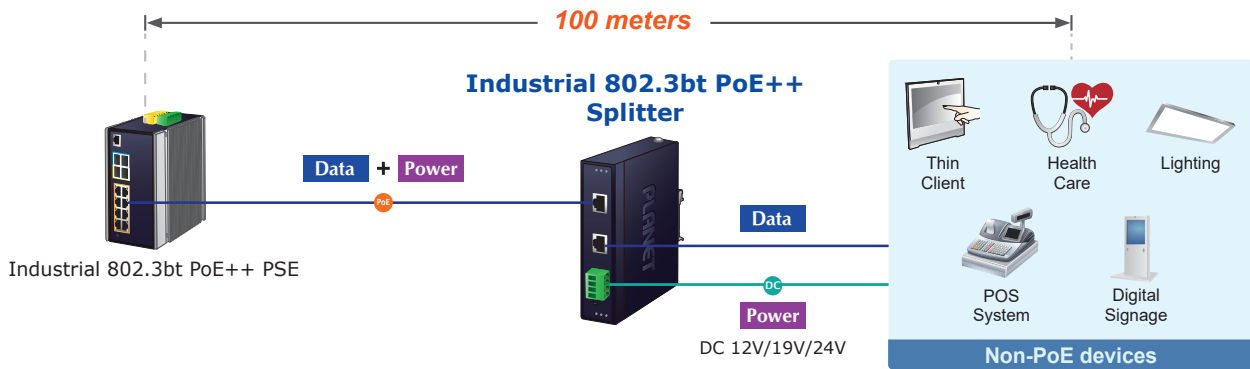 100 meters
Industrial 802.3bt PoE++
Splitter
Data + Power
PoE
Industrial 802.3bt PoE++ PSE
PLANET
Data
DC
Power
DC 12V/19V/24V
Thin
Client
Health
Care
Lighting
POS
System
Digital
Signage
Non-PoE devices